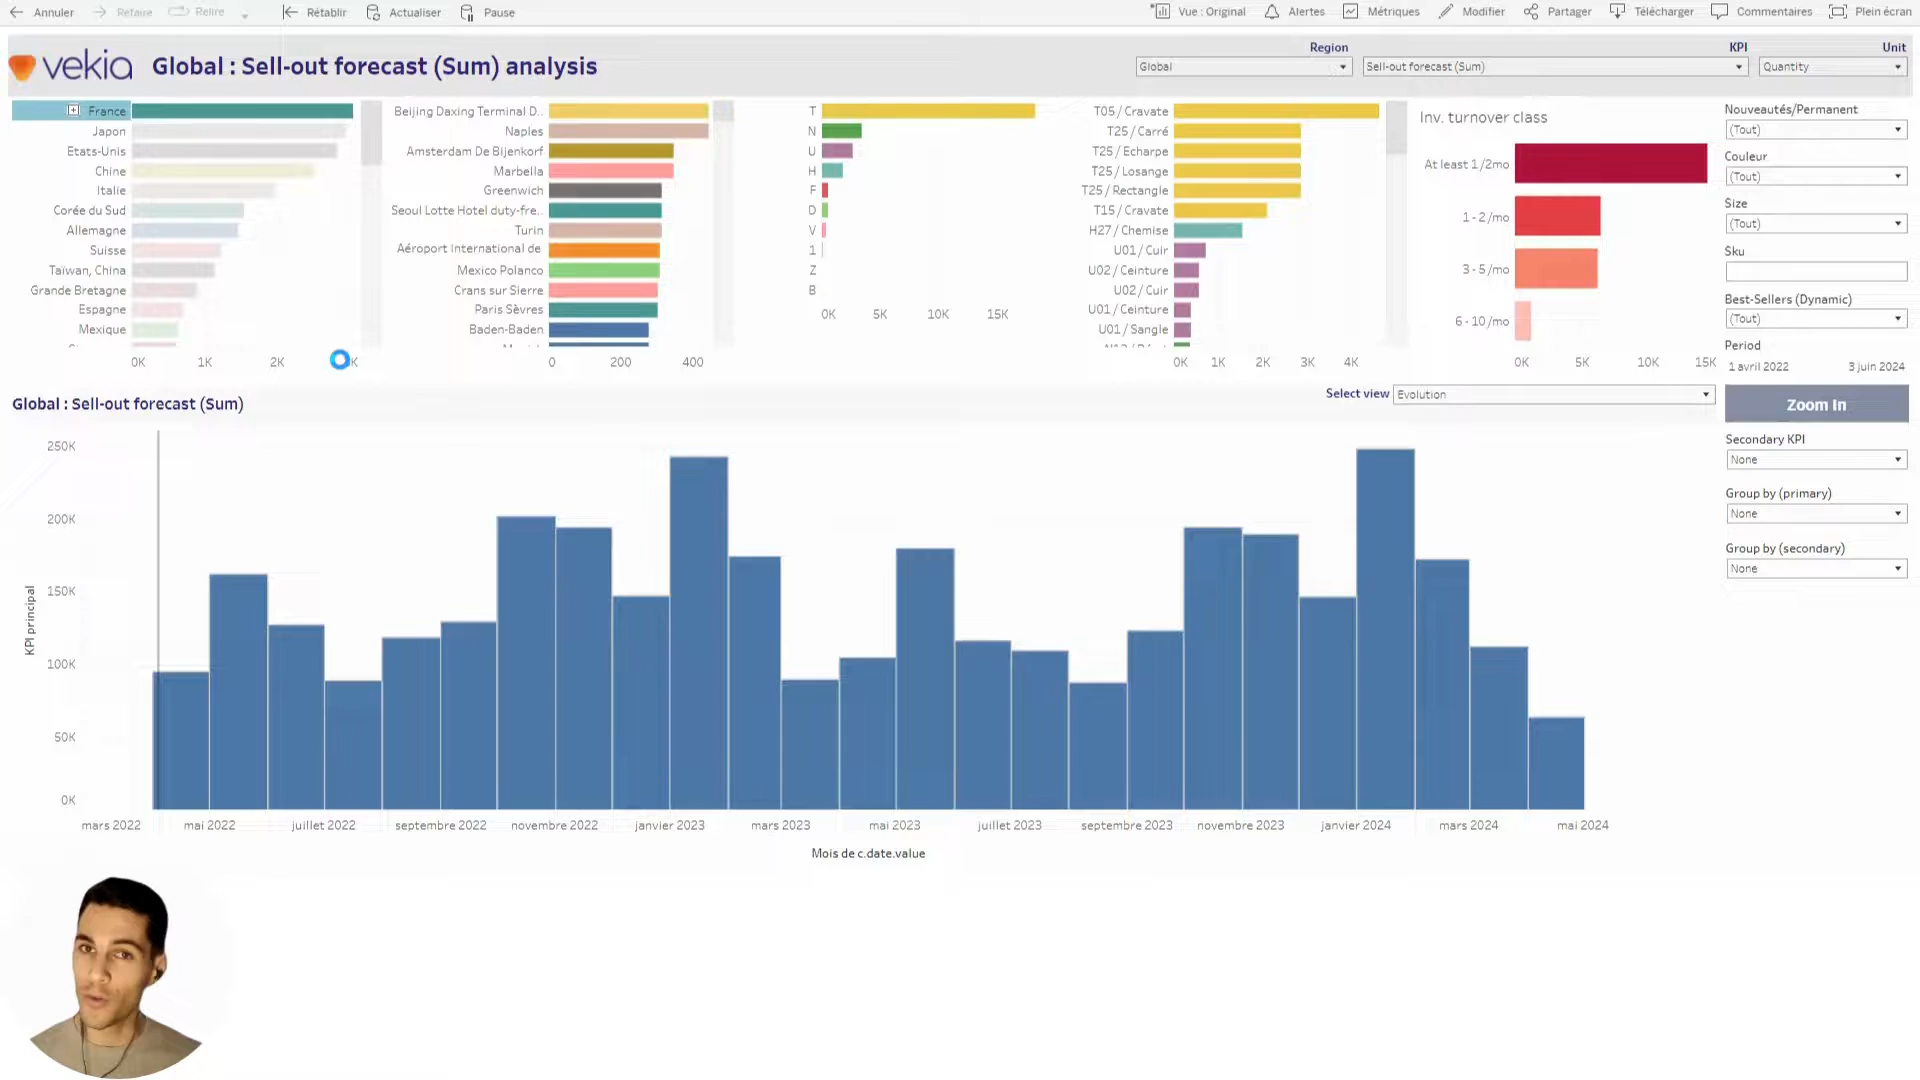 Annuler
Refaire
Relire
Rétablir
Actualiser
Pause
Vue : Original
Alertes
Métriques
Modifier
Partager
Télécharger
Commentaires
Plein écran
vekia
Global : Sell-out forecast (Sum) analysis
Region
Global
KPI
Sell-out forecast (Sum)
Unit
Quantity
France
Japon
Etats-Unis
Chine
Italie
Corée du Sud
Allemagne
Suisse
Taïwan, China
Grande Bretagne
Espagne
Mexique
0K 1K 2K K
Beijing Daxing Terminal D..
Naples
Amsterdam De Bijenkorf
Marbella
Greenwich
Seoul Lotte Hotel duty-fre..
Turin
Aéroport International de
Mexico Polanco
Crans sur Sierre
Paris Sèvres
Baden-Baden
0 200 400
T
N
U
H
F
D
V
1
Z
B
0K 5K 10K 15K
T05 / Cravate
T25 / Carré
T25 / Echarpe
T25 / Losange
T25 / Rectangle
T15 / Cravate
H27 / Chemise
U01 / Cuir
U02 / Ceinture
U02 / Cuir
U01 / Ceinture
U01 / Sangle
0K 1K 2K 3K 4K
Inv. turnover class
At least 1/2mo
1 - 2 /mo
3 - 5 /mo
6 - 10 /mo
0K 5K 10K 15K
Nouveautés/Permanent
(Tout)
Couleur
(Tout)
Size
(Tout)
Sku
Best-Sellers (Dynamic)
(Tout)
Period
1 avril 2022 3 juin 2024
Zoom In
Secondary KPI
None
Group by (primary)
None
Group by (secondary)
None
Global : Sell-out forecast (Sum)
Select view
Evolution
KPI principal
250K
200K
150K
100K
50K
0K
mars 2022 mai 2022 juillet 2022 septembre 2022 novembre 2022 janvier 2023 mars 2023 mai 2023 juillet 2023 septembre 2023 novembre 2023 janvier 2024 mars 2024 mai 2024
Mois de c.date.value